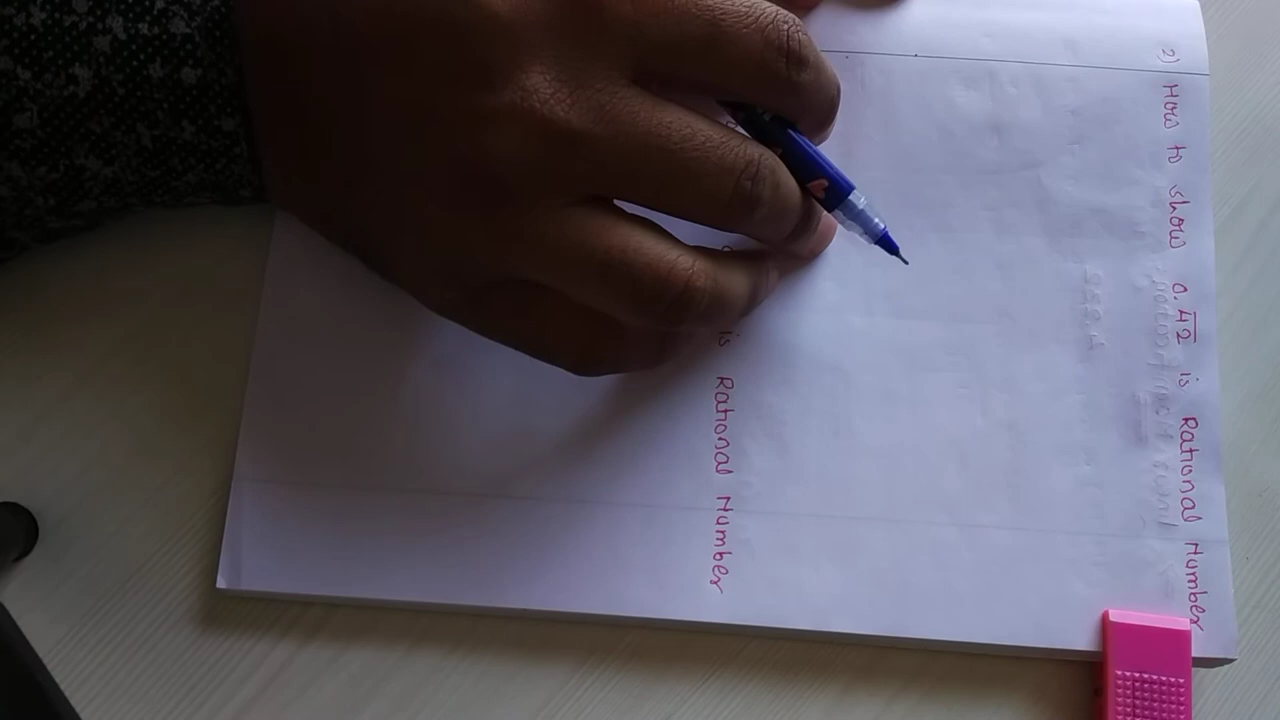 2) How to show 0.4̅2̅ is Rational Number
is Rational Number